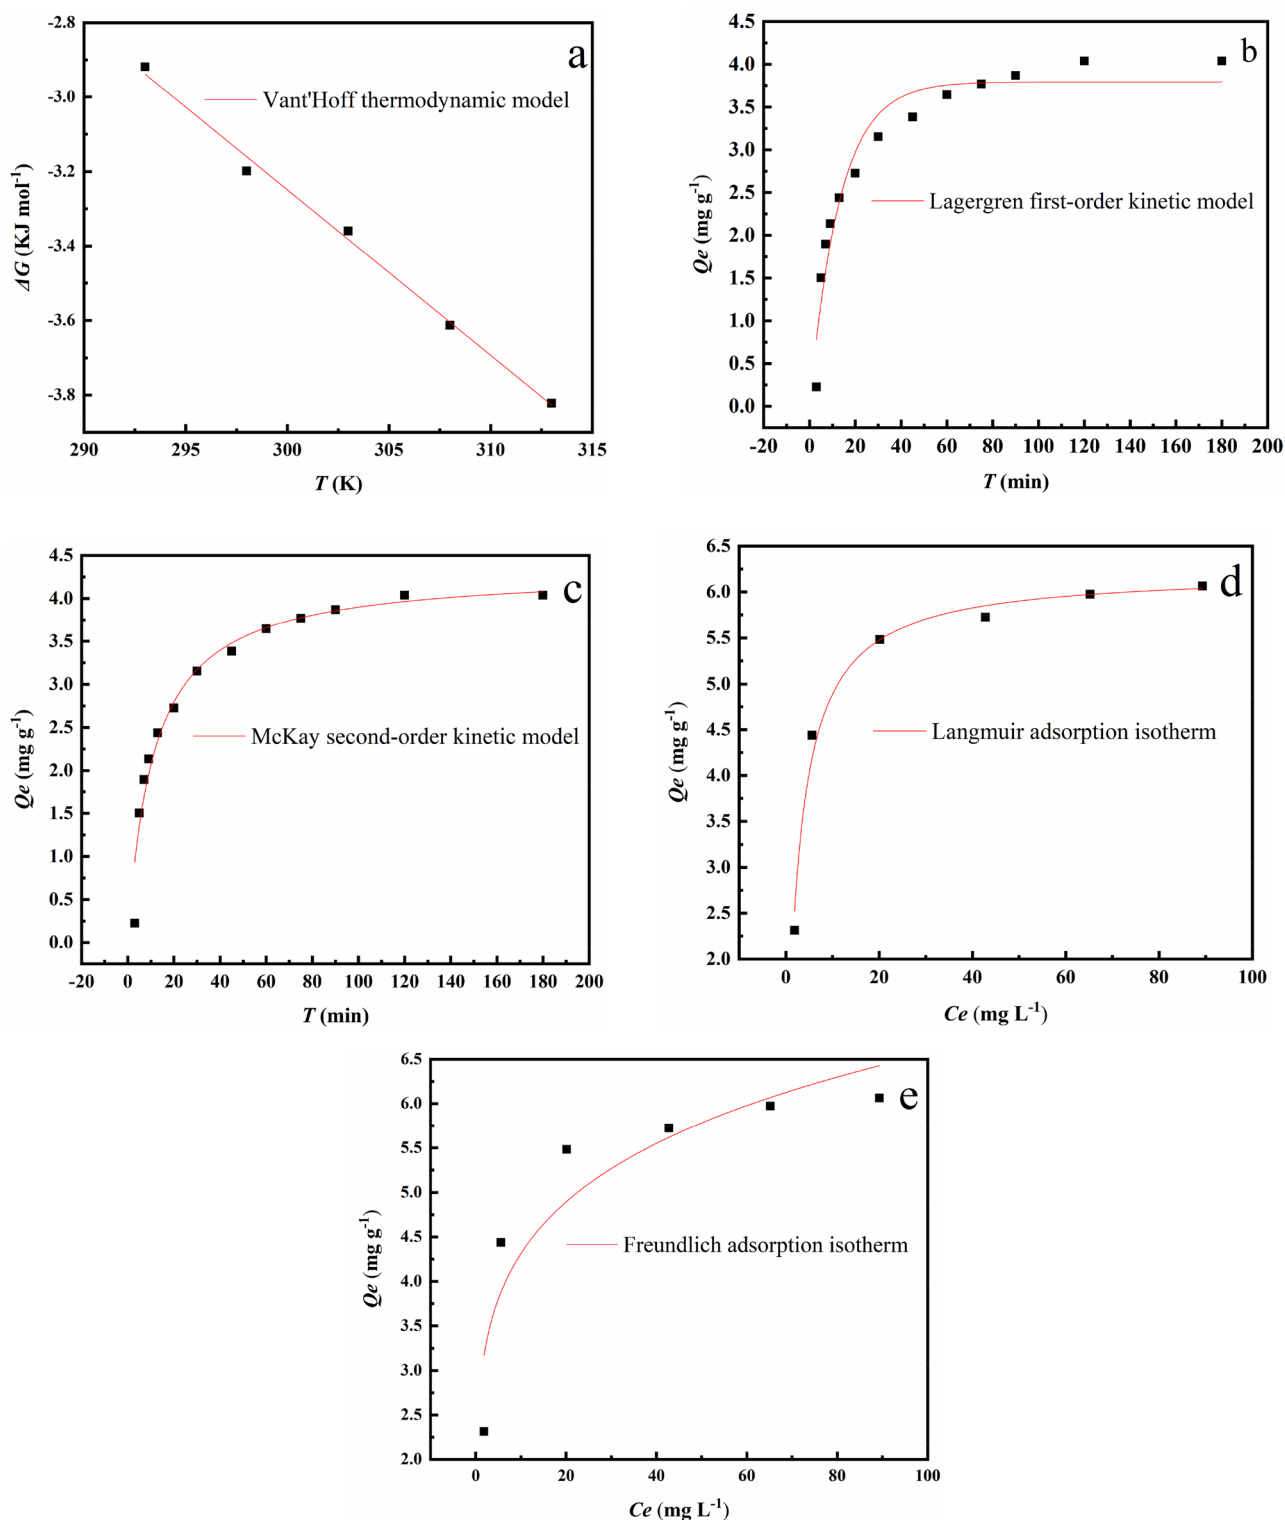 a
Vant'Hoff thermodynamic model
ΔG (KJ mol-1)
-2.8
-3.0
-3.2
-3.4
-3.6
-3.8
290 295 300 305 310 315
T (K)
b
Lagergren first-order kinetic model
Qe (mg g-1)
4.5
4.0
3.5
3.0
2.5
2.0
1.5
1.0
0.5
0.0
-20 0 20 40 60 80 100 120 140 160 180 200
T (min)
c
McKay second-order kinetic model
Qe (mg g-1)
4.5
4.0
3.5
3.0
2.5
2.0
1.5
1.0
0.5
0.0
-20 0 20 40 60 80 100 120 140 160 180 200
T (min)
d
Langmuir adsorption isotherm
Qe (mg g-1)
6.5
6.0
5.5
5.0
4.5
4.0
3.5
3.0
2.5
2.0
0 20 40 60 80 100
Ce (mg L-1)
e
Freundlich adsorption isotherm
Qe (mg g-1)
6.5
6.0
5.5
5.0
4.5
4.0
3.5
3.0
2.5
2.0
0 20 40 60 80 100
Ce (mg L-1)